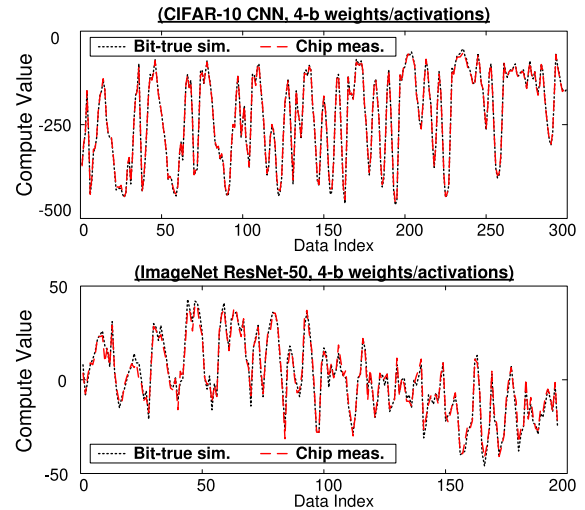 (CIFAR-10 CNN, 4-b weights/activations)
0
Bit-true sim. Chip meas.
-250
-500
Compute Value
0 50 100 150 200 250 300
Data Index
(ImageNet ResNet-50, 4-b weights/activations)
50
0
-50
Compute Value
Bit-true sim. Chip meas.
0 50 100 150 200
Data Index